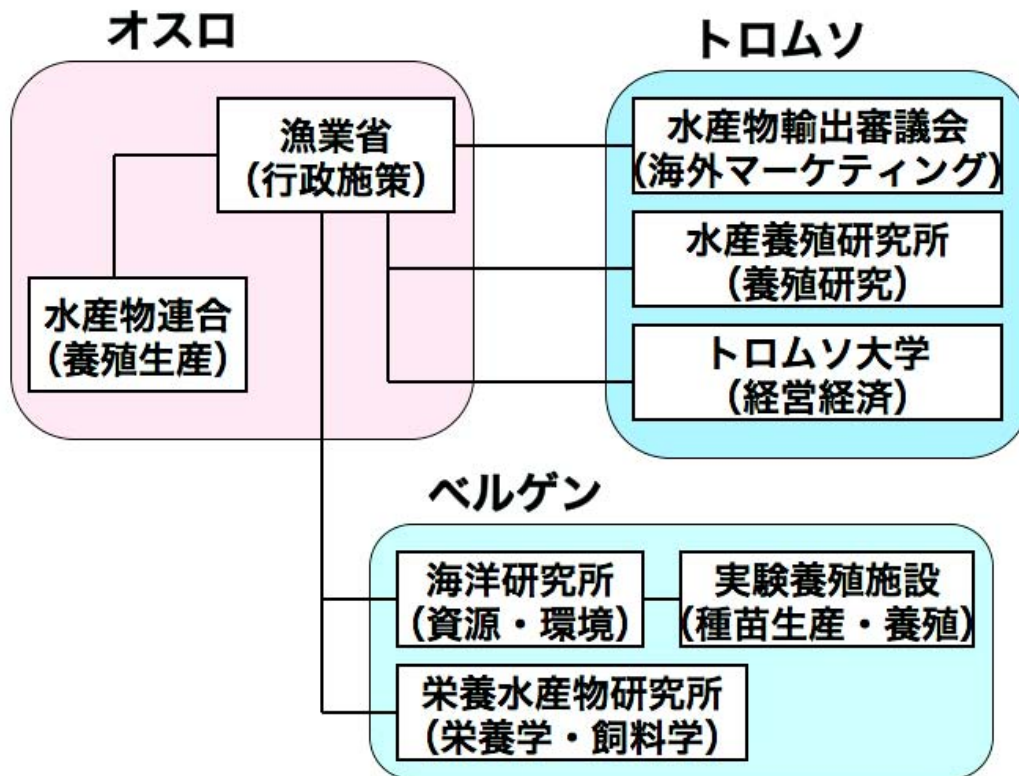 オスロ
漁業省
（行政施策）
水産物連合
（養殖生産）
トロムソ
水産物輸出審議会
（海外マーケティング）
水産養殖研究所
（養殖研究）
トロムソ大学
（経営経済）
ベルゲン
海洋研究所
（資源・環境）
実験養殖施設
（種苗生産・養殖）
栄養水産物研究所
（栄養学・飼料学）